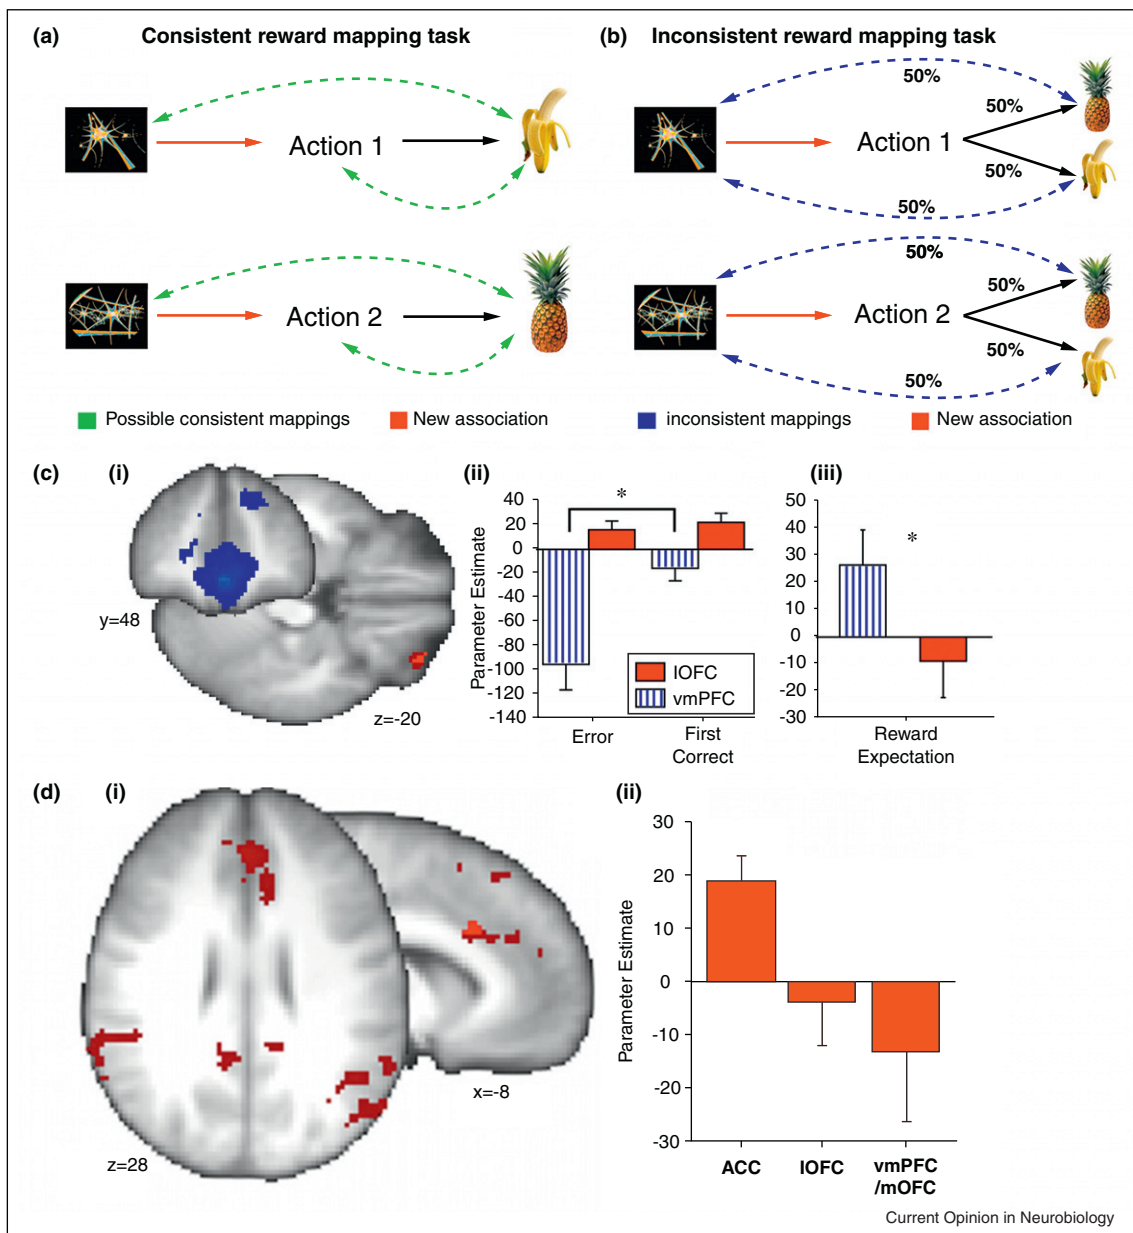 (a) Consistent reward mapping task
Action 1
Action 2
Possible consistent mappings
New association
(b) Inconsistent reward mapping task
50%
50%
Action 1
50%
50%
50%
50%
Action 2
50%
50%
inconsistent mappings
New association
(c) (i)
y=48
z=-20
(ii)
Parameter Estimate
40
20
0
-20
-40
-60
-80
-100
-120
-140
*
lOFC
vmPFC
Error
First
Correct
(iii)
50
40
30
20
10
0
-10
-20
-30
*
Reward
Expectation
(d) (i)
z=28
x=-8
(ii)
Parameter Estimate
30
20
10
0
-10
-20
-30
ACC
lOFC
vmPFC
/mOFC
Current Opinion in Neurobiology